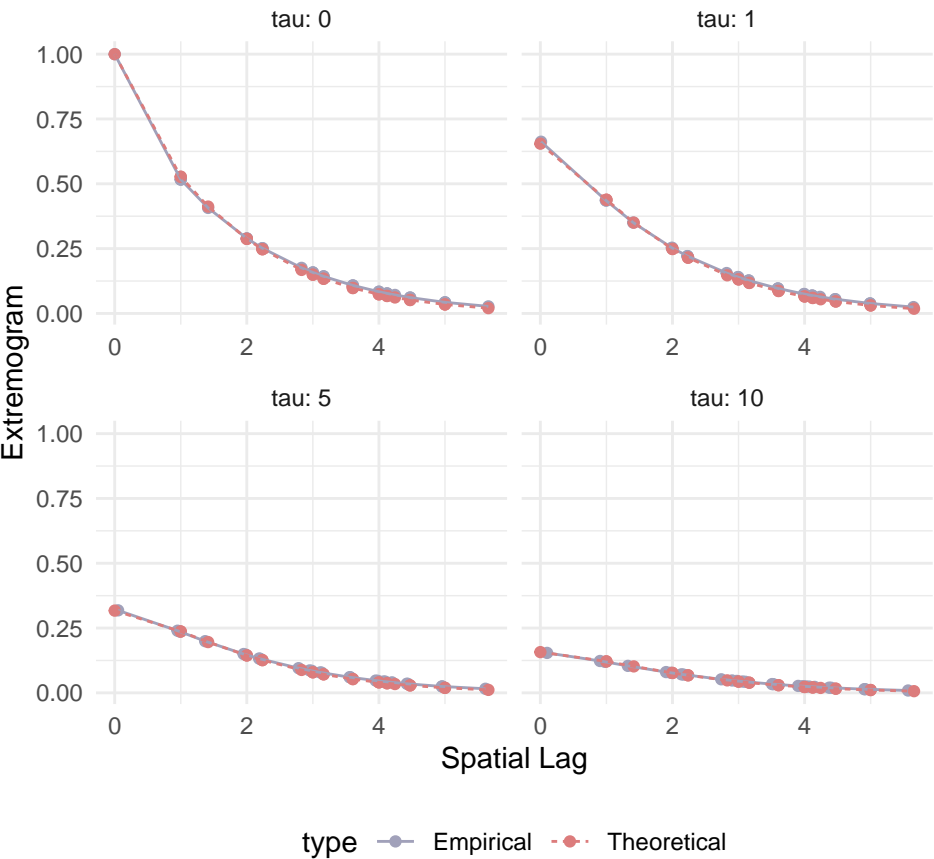 tau: 0
tau: 1
1.00
0.75
0.50
0.25
0.00
0 2 4
0 2 4
tau: 5
tau: 10
1.00
0.75
0.50
0.25
0.00
0 2 4
0 2 4
Extremogram
Spatial Lag
type Empirical Theoretical